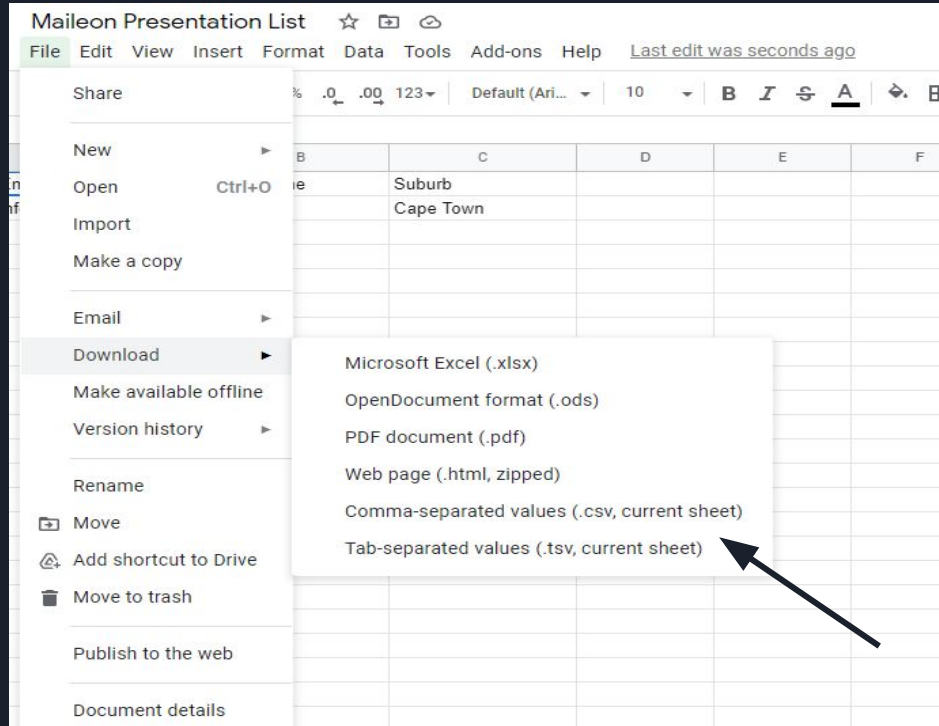 Maileon Presentation List
File Edit View Insert Format Data Tools Add-ons Help Last edit was seconds ago
Share
% .0 .00 123 Default (Ari... 10 B I S A
New
B C D E F
Open Ctrl+O
Suburb
Import
Cape Town
Make a copy
Email
Download
Microsoft Excel (.xlsx)
Make available offline
OpenDocument format (.ods)
Version history
PDF document (.pdf)
Web page (.html, zipped)
Rename
Comma-separated values (.csv, current sheet)
Move
Tab-separated values (.tsv, current sheet)
Add shortcut to Drive
Move to trash
Publish to the web
Document details